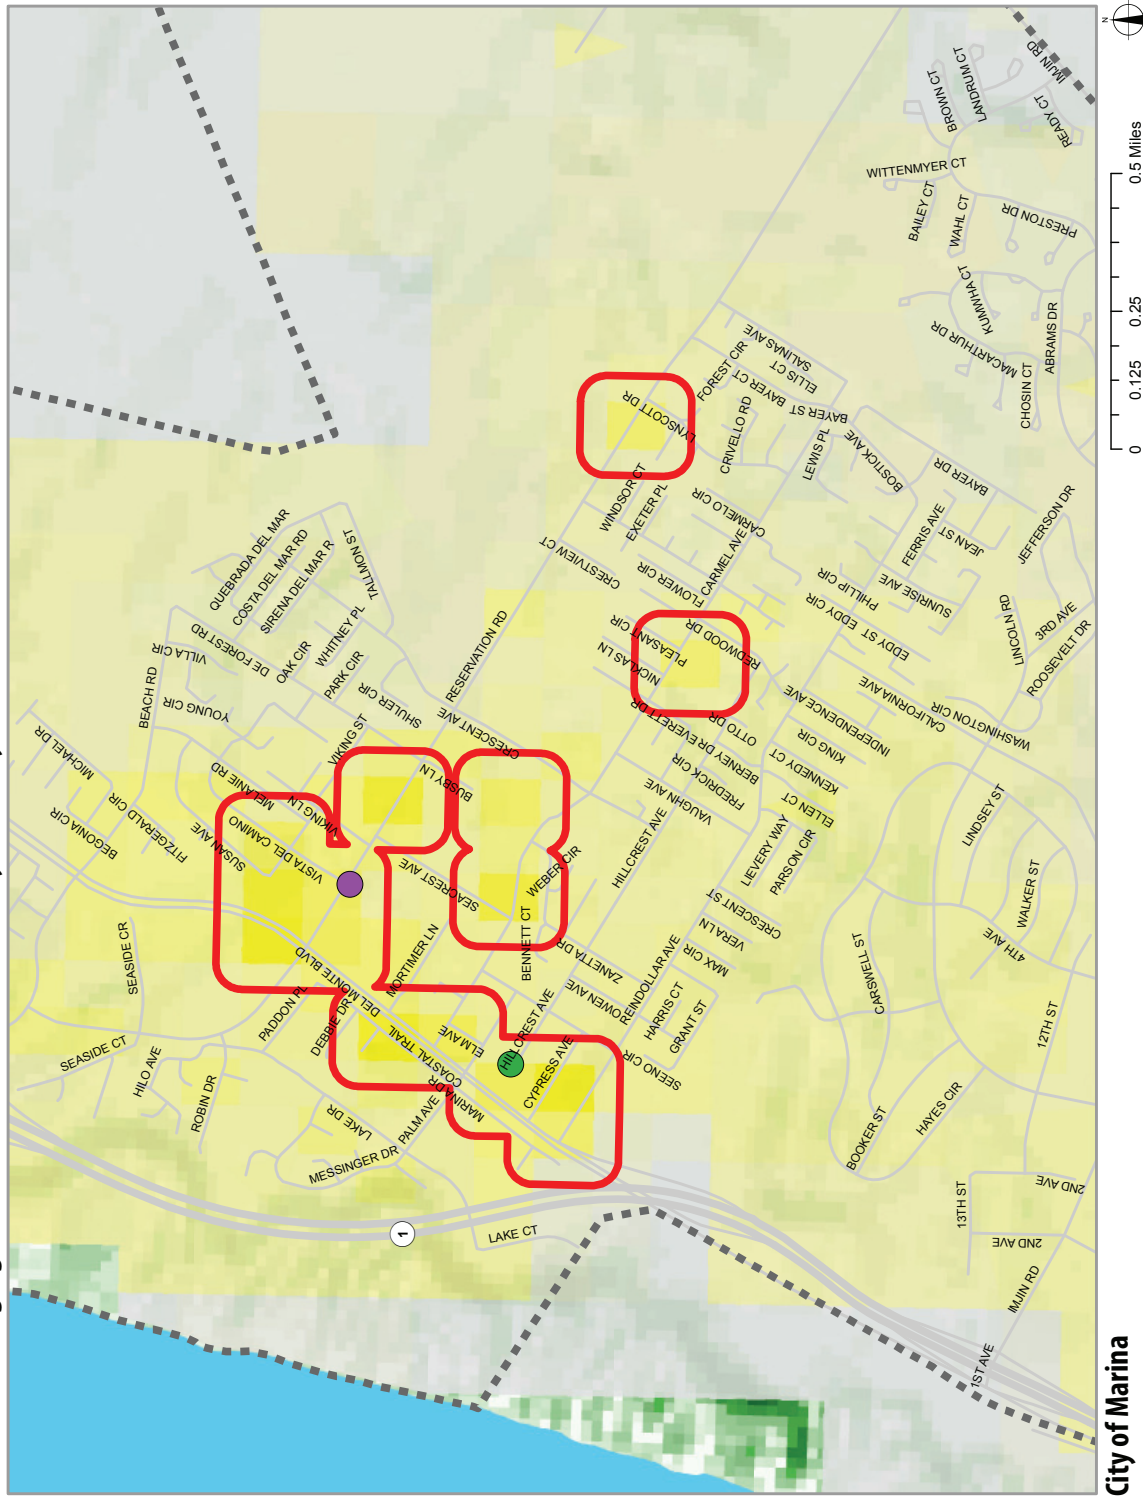 MICHAEL DR
BEGONIA CIR
FITZGERALD CIR
SUSAN AVE
MELANIE RD
VIKING LN
VISTA DEL CAMINO
BEACH RD
YOUNG CIR
VILLA CIR
DE FOREST RD
QUEBRADA DEL MAR
COSTA DEL MAR RD
SIRENA DEL MAR R
TALLMON ST
OAK CIR
WHITNEY PL
PARK CIR
SHULER CIR
VIKING ST
RESERVATION RD
CRESCENT AVE
BUSBY LN
SEACREST AVE
WEBER CIR
BENNETT CT
MORTIMER LN
DEL MONTE BLVD
SEASIDE CR
SEASIDE CT
HILO AVE
ROBIN DR
PADDON PL
DEBBIE DR
COASTAL TRAIL
ELM AVE
MARINA DR
PALM AVE
LAKE DR
MESSINGER DR
LAKE CT
1
HILLCREST AVE
CYPRESS AVE
ZANETTA DR
OWEN AVE
REINDOLLAR AVE
SEENO CIR
HARRIS CT
GRANT ST
MAX CIR
VERA LN
CRESCENT ST
HILLCREST AVE
VAUGHN AVE
LIEVERY WAY
PARSON CIR
ELLEN CT
KENNEDY CT
KING CIR
FREDRICK CIR
BERNEY DR
EVERETT DR
OTTO DR
INDEPENDENCE AVE
NICKLAS LN
PLEASANT CIR
REDWOOD DR
CRESTVIEW CT
FLOWER CIR
CARMEL AVE
CARMELO CIR
WINDSOR CT
EXETER PL
LYNSCOTT DR
FOREST CIR
SALINAS AVE
ELLIS CT
BAYER CT
BAYER ST
CRIVELLO RD
LEWIS PL
BOSTICK AVE
BAYER DR
FERRIS AVE
JEAN ST
SUNRISE AVE
PHILLIP CIR
EDDY CIR
EDDY ST
CALIFORNIA AVE
WASHINGTON CIR
LINCOLN RD
3RD AVE
ROOSEVELT DR
JEFFERSON DR
LINDSEY ST
WALKER ST
4TH AVE
CARSWELL ST
12TH ST
BOOKER ST
HAYES CIR
13TH ST
2ND AVE
2ND AVE
IMJIN RD
1ST AVE
WITTENMYER CT
BAILEY CT
WAHL CT
PRESTON DR
KUMWHA CT
MACARTHUR DR
CHOSIN CT
ABRAMS DR
BROWN CT
LANDRUM CT
READY CT
IMJIN RD
City of Marina
0 0.125 0.25 0.5 Miles
N